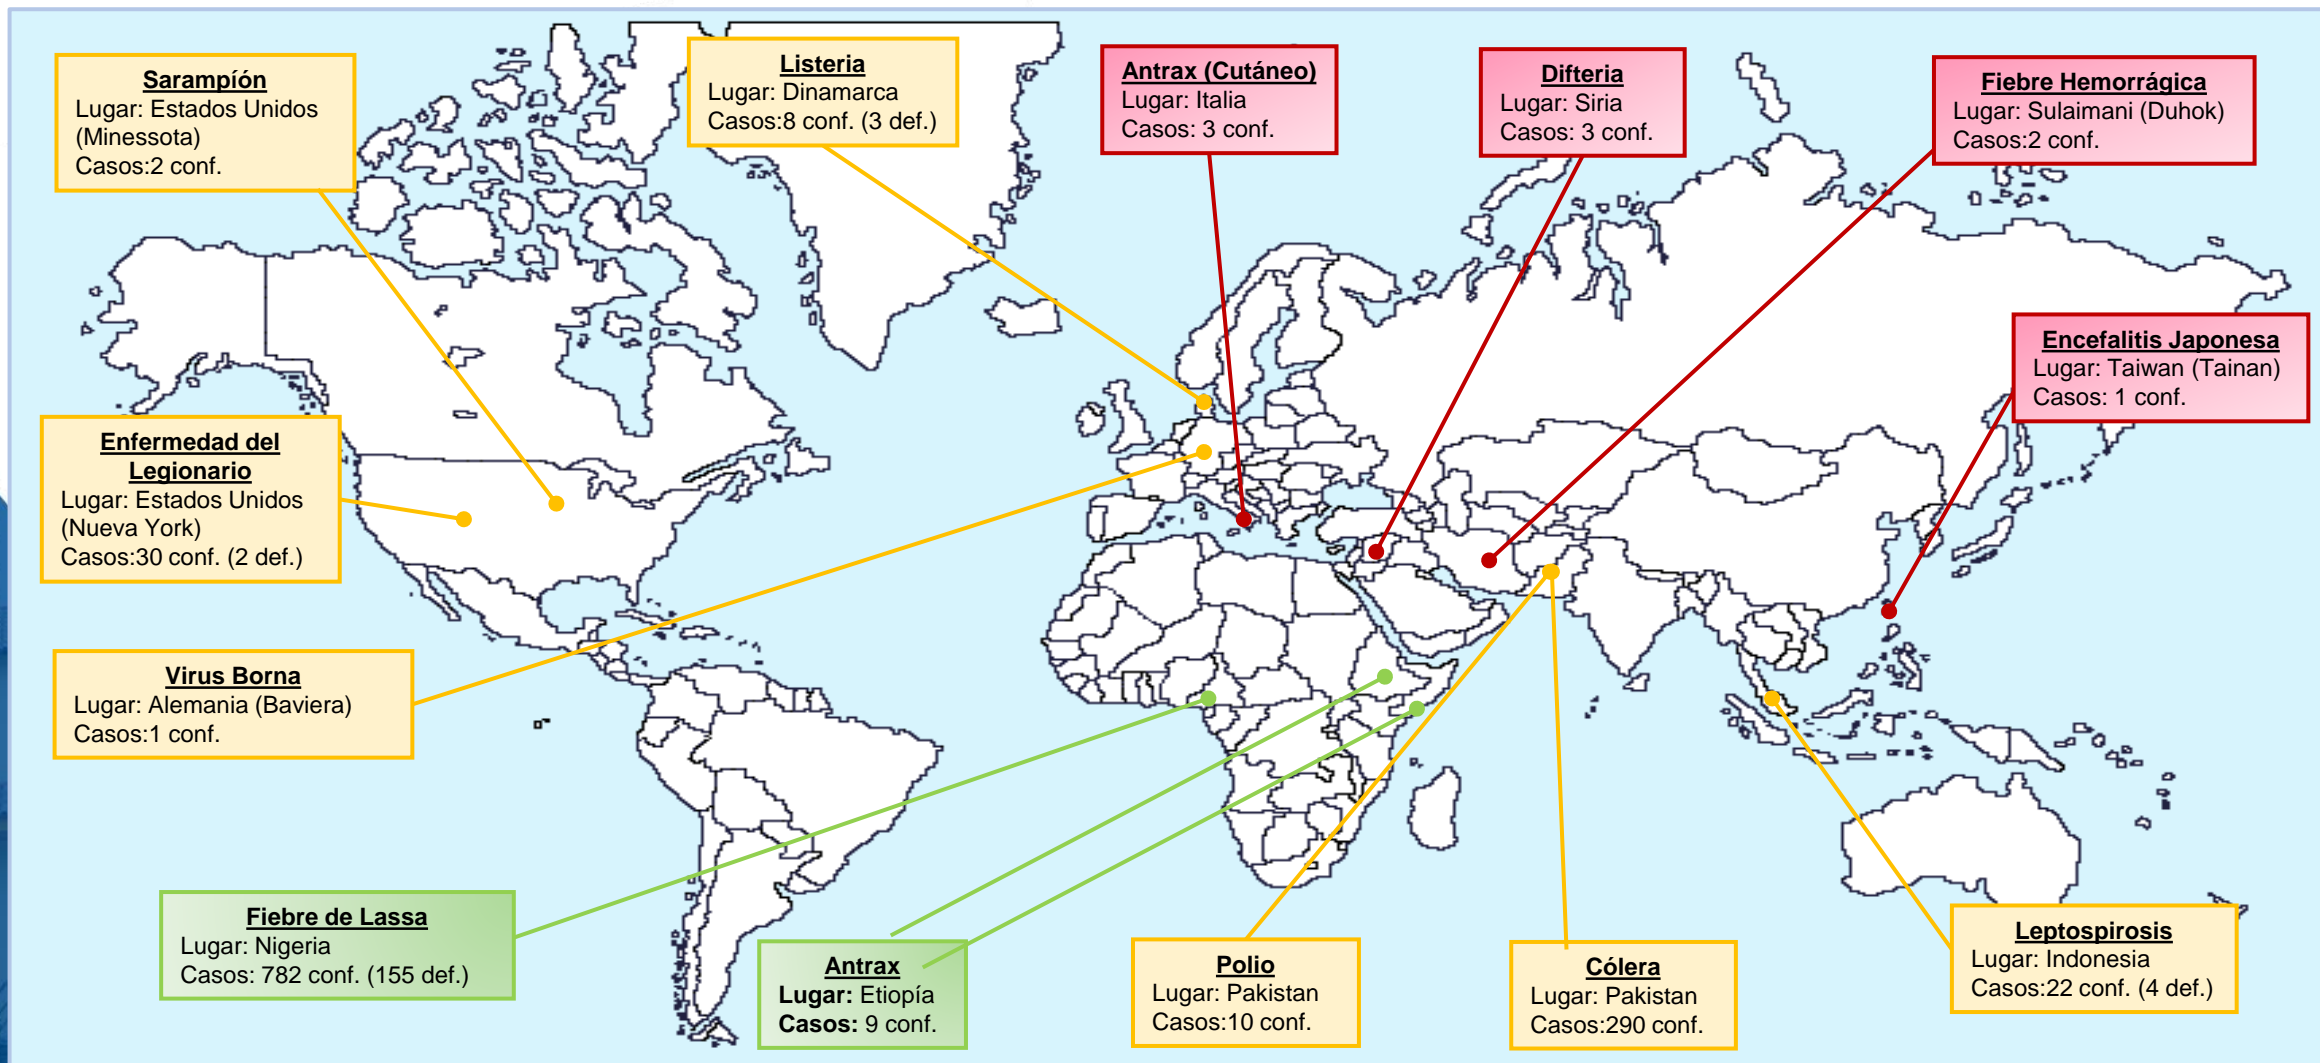 Sarampión
Lugar: Estados Unidos
(Minessota)
Casos:2 conf.
Listeria
Lugar: Dinamarca
Casos:8 conf. (3 def.)
Antrax (Cutáneo)
Lugar: Italia
Casos: 3 conf.
Difteria
Lugar: Siria
Casos: 3 conf.
Fiebre Hemorrágica
Lugar: Sulaimani (Duhok)
Casos:2 conf.
Encefalitis Japonesa
Lugar: Taiwan (Tainan)
Casos: 1 conf.
Enfermedad del
Legionario
Lugar: Estados Unidos
(Nueva York)
Casos:30 conf. (2 def.)
Virus Borna
Lugar: Alemania (Baviera)
Casos:1 conf.
Fiebre de Lassa
Lugar: Nigeria
Casos: 782 conf. (155 def.)
Antrax
Lugar: Etiopía
Casos: 9 conf.
Polio
Lugar: Pakistan
Casos:10 conf.
Cólera
Lugar: Pakistan
Casos:290 conf.
Leptospirosis
Lugar: Indonesia
Casos:22 conf. (4 def.)